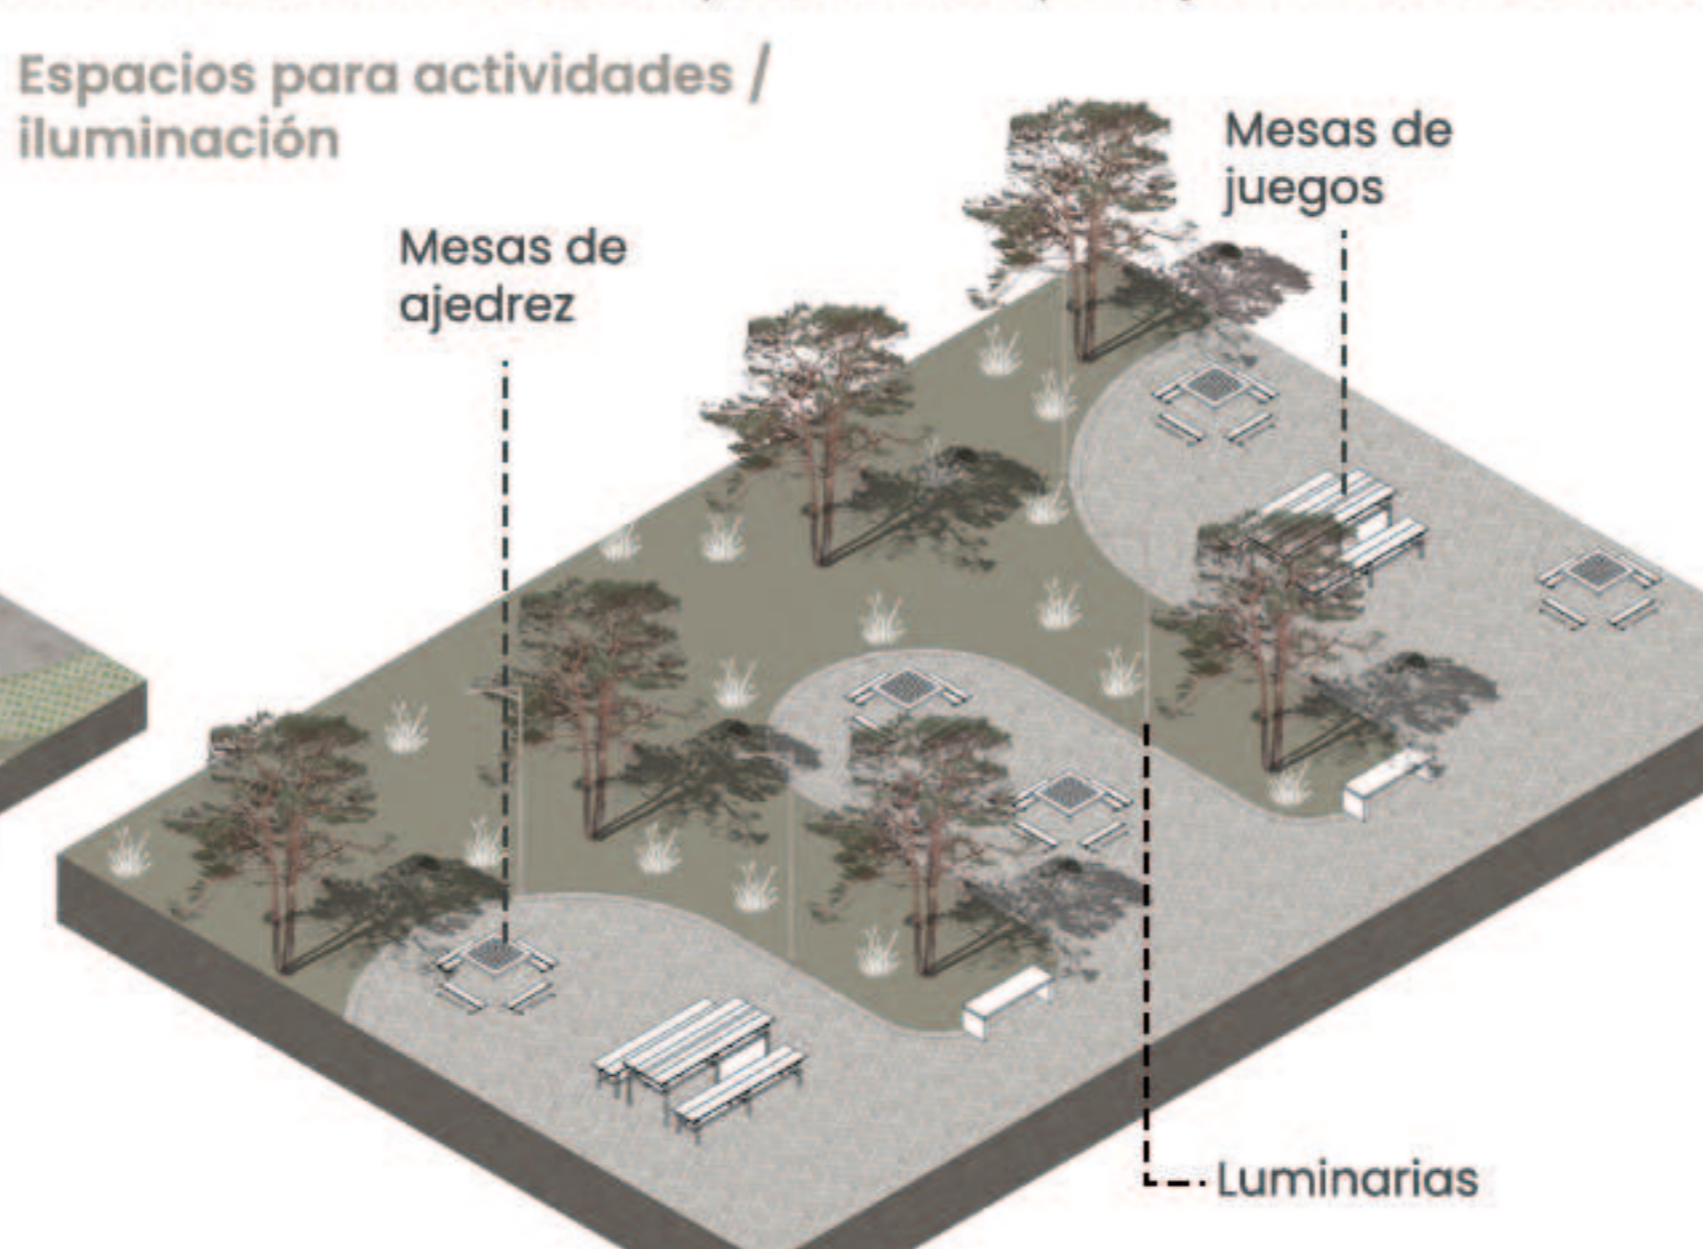 Espacios para actividades /
iluminación
Mesas de
juegos
Mesas de
ajedrez
Luminarias